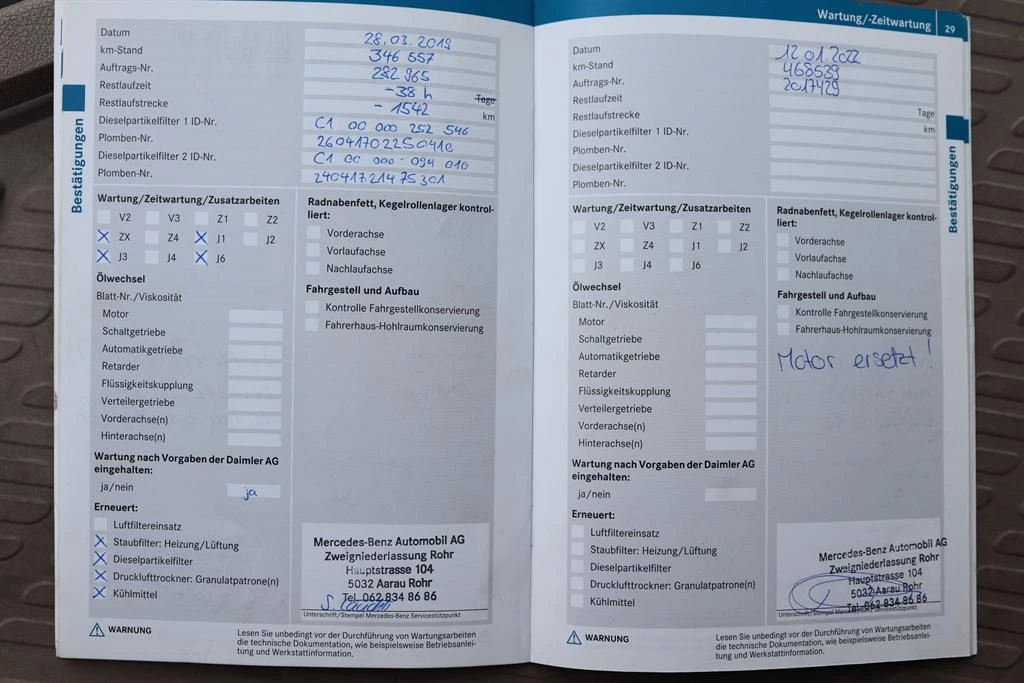 Datum 28.03.2019
km-Stand 346 557
Auftrags-Nr. 282 965
Restlaufzeit -38 h Tage
Restlaufstrecke - 1542 km
Dieselpartikelfilter 1 ID-Nr. C1 00 000 252 546
Plomben-Nr.
Dieselpartikelfilter 2 ID-Nr.
Plomben-Nr. 24041721475301
Bestätigungen
Wartung/Zeitwartung/Zusatzarbeiten
V2 V3 Z1 Z2
ZX Z4 J1 J2
J3 J4 J6
Ölwechsel
Blatt-Nr./Viskosität
Motor
Schaltgetriebe
Automatikgetriebe
Retarder
Flüssigkeitskupplung
Verteilergetriebe
Vorderachse(n)
Hinterachse(n)
Wartung nach Vorgaben der Daimler AG
eingehalten:
ja/nein ja
Erneuert:
Luftfiltereinsatz
Staubfilter: Heizung/Lüftung
Dieselpartikelfilter
Drucklufttrockner: Granulatpatrone(n)
Kühlmittel
Radnabenfett, Kegelrollenlager kontrol-
liert:
Vorderachse
Vorlaufachse
Nachlaufachse
Fahrgestell und Aufbau
Kontrolle Fahrgestellkonservierung
Fahrerhaus-Hohlraumkonservierung
Mercedes-Benz Automobil AG
Zweigniederlassung Rohr
Hauptstrasse 104
5032 Aarau Rohr
Tel. 062 834 86 86
Unterschrift/Stempel Mercedes-Benz Servicestützpunkt
WARNUNG
Lesen Sie unbedingt vor der Durchführung von Wartungsarbeiten
die technische Dokumentation, wie beispielsweise Betriebsanlei-
tung und Werkstattinformation.
Wartung/-Zeitwartung 29
Datum 12.01.2022
km-Stand 468539
Auftrags-Nr. 2017429
Restlaufzeit Tage
Restlaufstrecke km
Dieselpartikelfilter 1 ID-Nr.
Plomben-Nr.
Dieselpartikelfilter 2 ID-Nr.
Plomben-Nr.
Bestätigungen
Wartung/Zeitwartung/Zusatzarbeiten
V2 V3 Z1 Z2
ZX Z4 J1 J2
J3 J4 J6
Ölwechsel
Blatt-Nr./Viskosität
Motor
Schaltgetriebe
Automatikgetriebe
Retarder
Flüssigkeitskupplung
Verteilergetriebe
Vorderachse(n)
Hinterachse(n)
Wartung nach Vorgaben der Daimler AG
eingehalten:
ja/nein
Erneuert:
Luftfiltereinsatz
Staubfilter: Heizung/Lüftung
Dieselpartikelfilter
Drucklufttrockner: Granulatpatrone(n)
Kühlmittel
Radnabenfett, Kegelrollenlager kontrol-
liert:
Vorderachse
Vorlaufachse
Nachlaufachse
Fahrgestell und Aufbau
Kontrolle Fahrgestellkonservierung
Fahrerhaus-Hohlraumkonservierung
Motor ersetzt!
Mercedes-Benz Automobil AG
Zweigniederlassung Rohr
Hauptstrasse 104
5032 Aarau Rohr
Tel. 062 834 86 86
Unterschrift/Stempel Mercedes-Benz Servicestützpunkt
WARNUNG
Lesen Sie unbedingt vor der Durchführung von Wartungsarbeiten
die technische Dokumentation, wie beispielsweise Betriebsanlei-
tung und Werkstattinformation.